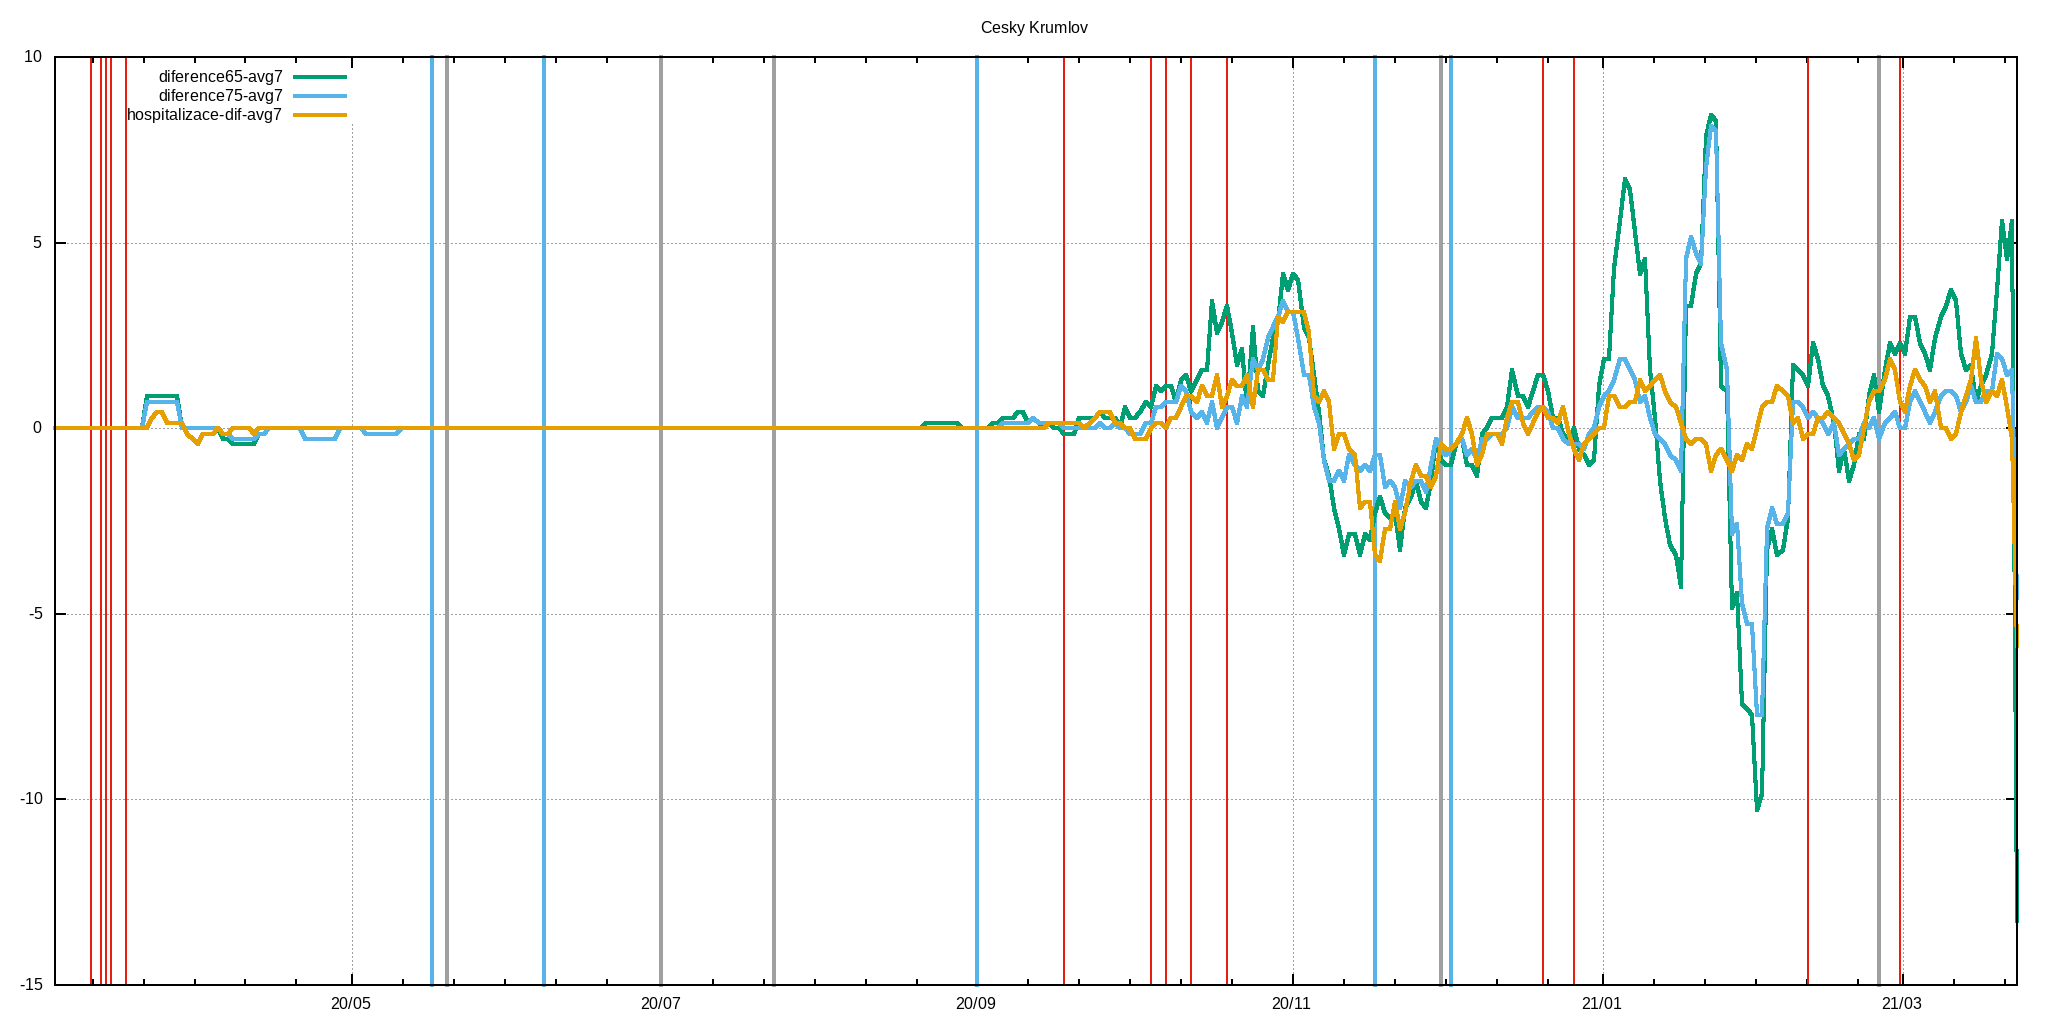 Cesky Krumlov
10
diference65-avg7
diference75-avg7
hospitalizace-dif-avg7
5
0
-5
-10
-15
20/05 20/07 20/09 20/11 21/01 21/03